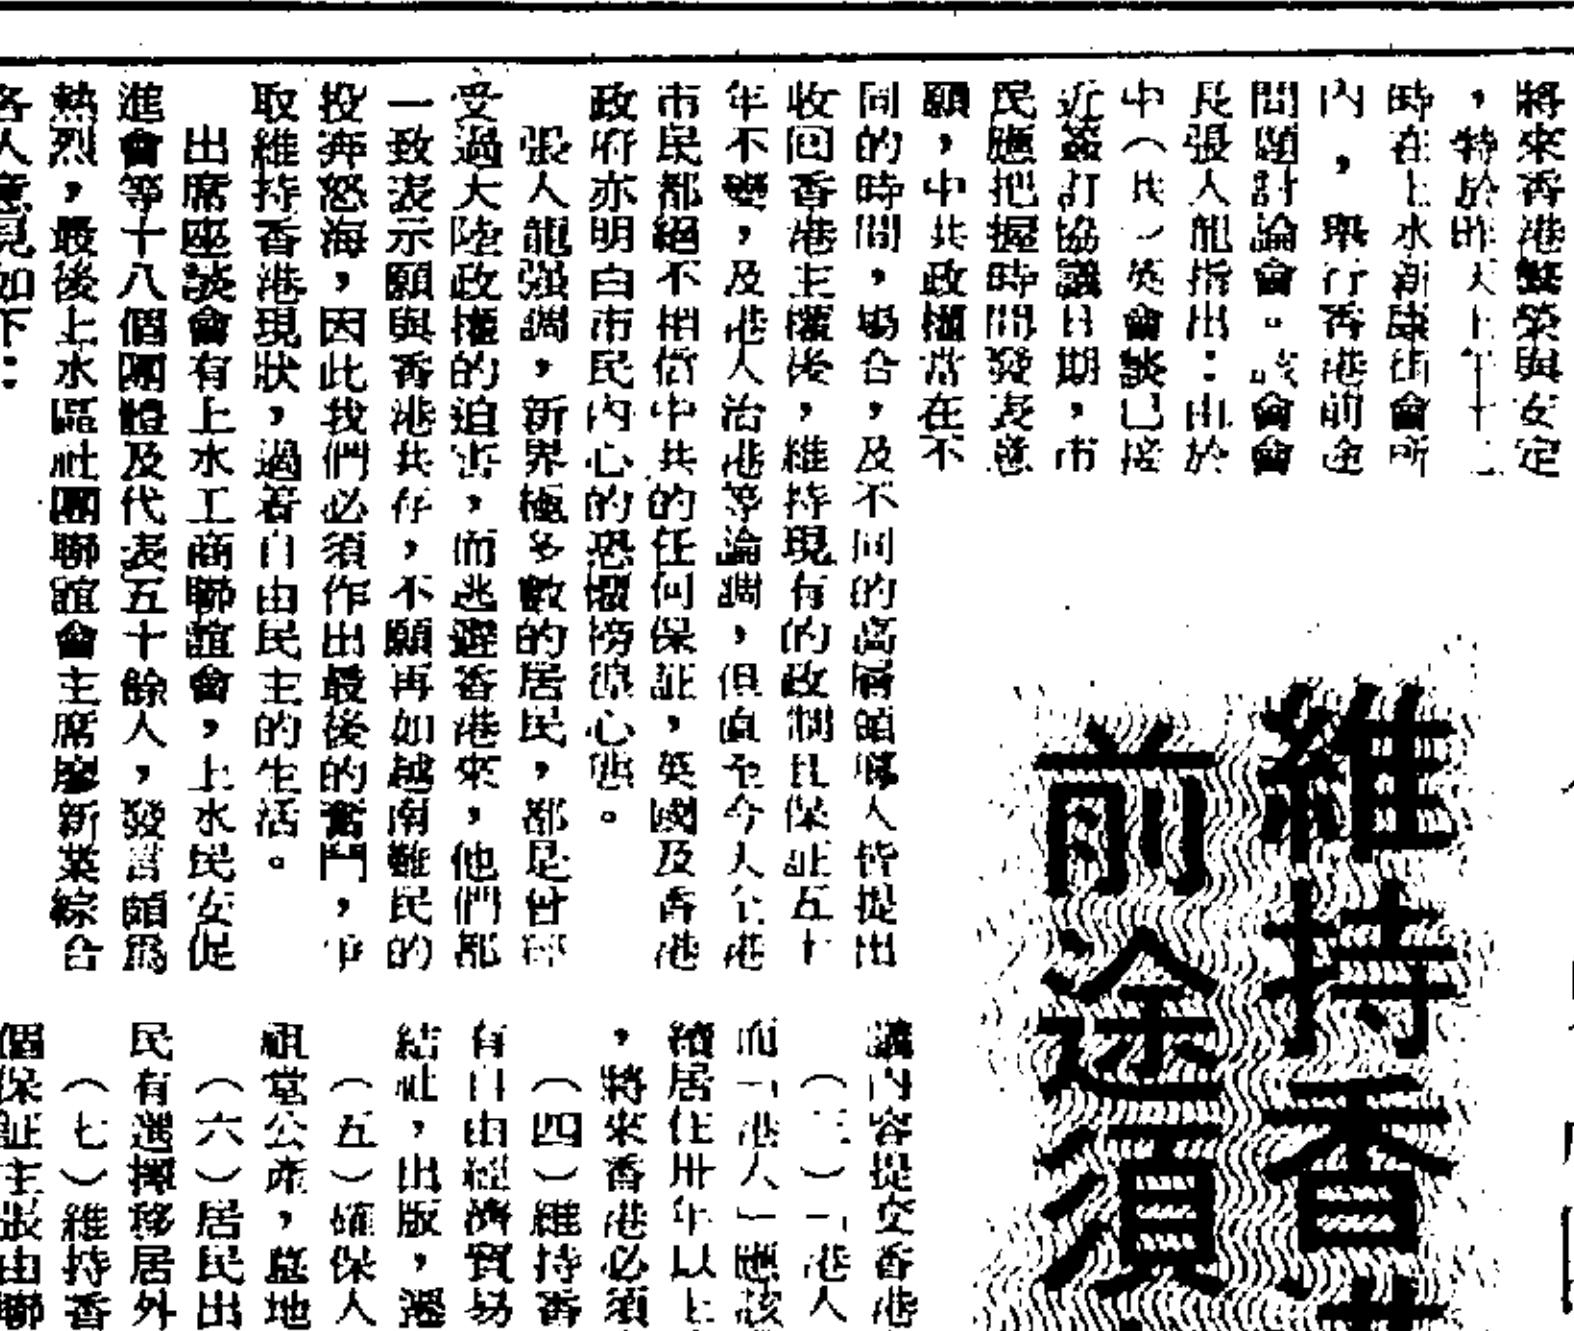 維持香
前途須
將來香港繁榮與安定
，特於昨天上午十二
時在上水新康街會所
內，舉行香港前途
問題討論會。該會會
長張人龍指出：由於
中（共）英會談已接
近簽訂協議日期，市
民應把握時間發表意
願，中共政權當在不
同的時間，場合，及不同的高層領導人皆提出
收回香港主權後，維持現有的政制且保証五十
年不變，及港人治港等論調，但直至今人仝港
市民都絕不相信中共的任何保証，英國及香港
政府亦明白市民內心的恐懼徬徨心態。
張人龍强調，新界極多數的居民，都是曾經
受過大陸政權的迫害，而逃避香港來，他們都
一致表示願與香港共存，不願再如越南難民的
投奔怒海，因此我們必須作出最後的奮鬥，爭
取維持香港現狀，過着自由民主的生活。
出席座談會有上水工商聯誼會，上水民安促
進會等十八個團體及代表五十餘人，發言頗爲
熱烈，最後上水區社團聯誼會主席廖新業綜合
各人意見如下：
議內容提交香港
（三）「港人
而「港人」應該
續居住卅年以上
，將來香港必須
（四）維持香
有自由經濟貿易
結社，出版，遷
（五）確保人
祖堂公產，墓地
（六）居民出
民有選擇移居外
（七）維持香
個保証主張由聯